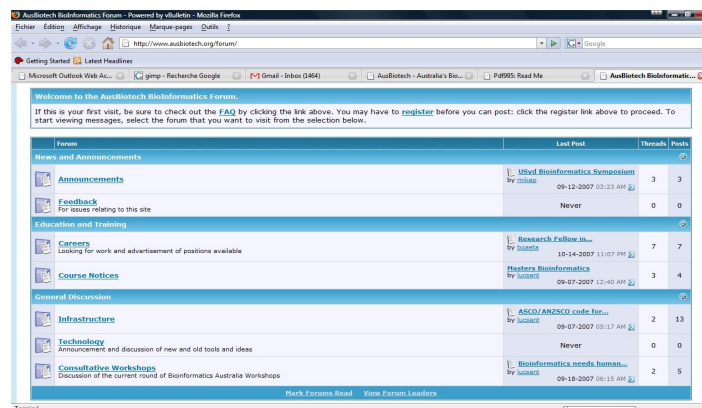 AusBiotech BioInformatics Forum - Powered by vBulletin - Mozilla Firefox
Fichier Édition Affichage Historique Marque-pages Outils ?
http://www.ausbiotech.org/forum/
Google
Getting Started Latest Headlines
Microsoft Outlook Web Ac... gimp - Recherche Google Gmail - Inbox (1464) AusBiotech - Australia's Bio... Pdf995: Read Me AusBiotech BioInformatic...
Welcome to the AusBiotech BioInformatics Forum.
If this is your first visit, be sure to check out the FAQ by clicking the link above. You may have to register before you can post: click the register link above to proceed. To
start viewing messages, select the forum that you want to visit from the selection below.
Forum Last Post Threads Posts
News and Announcements
Announcements
USyd Bioinformatics Symposium
by mikep
09-12-2007 03:23 AM
3 3
Feedback
For issues relating to this site
Never 0 0
Education and Training
Careers
Looking for work and advertisement of positions available
Research Fellow in...
by bgaeta
10-14-2007 11:07 PM
7 7
Course Notices
Masters Bioinformatics
by lucsant
09-07-2007 12:40 AM
3 4
General Discussion
Infrastructure
ASCO/ANZSCO code for...
by lucsant
09-07-2007 05:17 AM
2 13
Technology
Announcement and discussion of new and old tools and ideas
Never 0 0
Consultative Workshops
Discussion of the current round of Bioinformatics Australia Workshops
Bioinformatics needs human...
by lucsant
09-18-2007 06:15 AM
2 5
Mark Forums Read View Forum Leaders